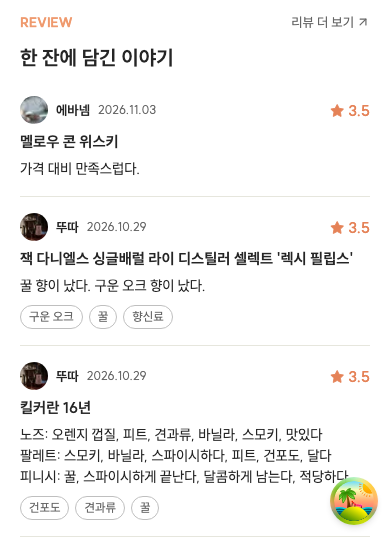 REVIEW
리뷰 더 보기
한 잔에 담긴 이야기
에바넴 2026.11.03
3.5
멜로우 콘 위스키
가격 대비 만족스럽다.
뚜따 2026.10.29
3.5
잭 다니엘스 싱글배럴 라이 디스틸러 셀렉트 '렉시 필립스'
꿀 향이 났다. 구운 오크 향이 났다.
구운 오크 꿀 향신료
뚜따 2026.10.29
3.5
킬커란 16년
노즈: 오렌지 껍질, 피트, 견과류, 바닐라, 스모키, 맛있다
팔레트: 스모키, 바닐라, 스파이시하다, 피트, 건포도, 달다
피니시: 꿀, 스파이시하게 끝난다, 달콤하게 남는다, 적당하다
건포도 견과류 꿀